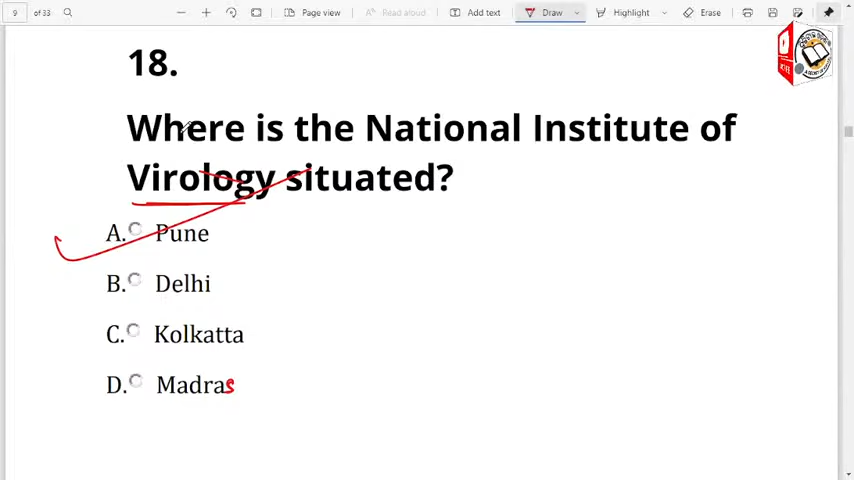 9 of 33 Page view Read aloud Add text Draw Highlight Erase
18.
Where is the National Institute of
Virology situated?
A. Pune
B. Delhi
C. Kolkatta
D. Madras